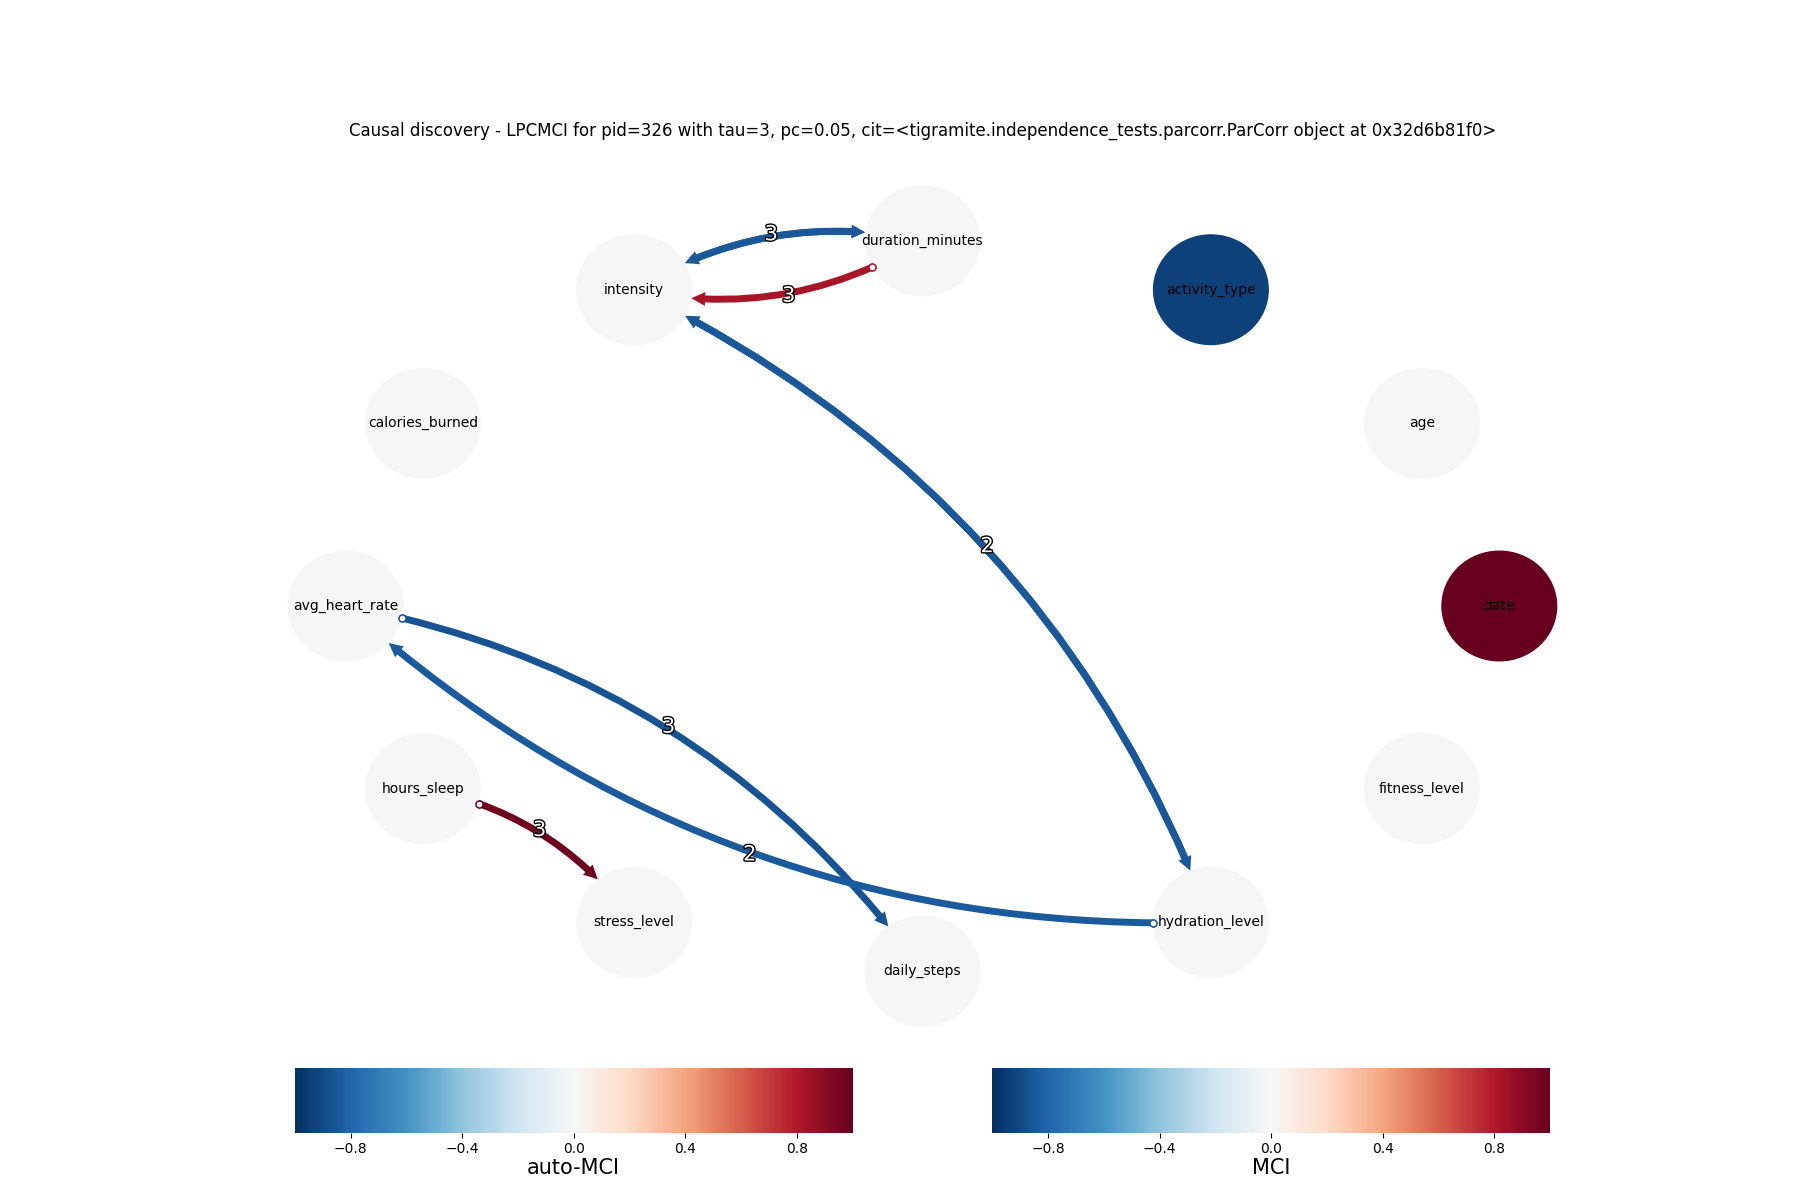 Causal discovery - LPCMCI for pid=326 with tau=3, pc=0.05, cit=<tigramite.independence_tests.parcorr.ParCorr object at 0x32d6b81f0>
3
duration_minutes
intensity
3
activity_type
calories_burned
age
2
avg_heart_rate
date
3
hours_sleep
fitness_level
3
2
stress_level
hydration_level
daily_steps
−0.8 −0.4 0.0 0.4 0.8
auto-MCI
−0.8 −0.4 0.0 0.4 0.8
MCI